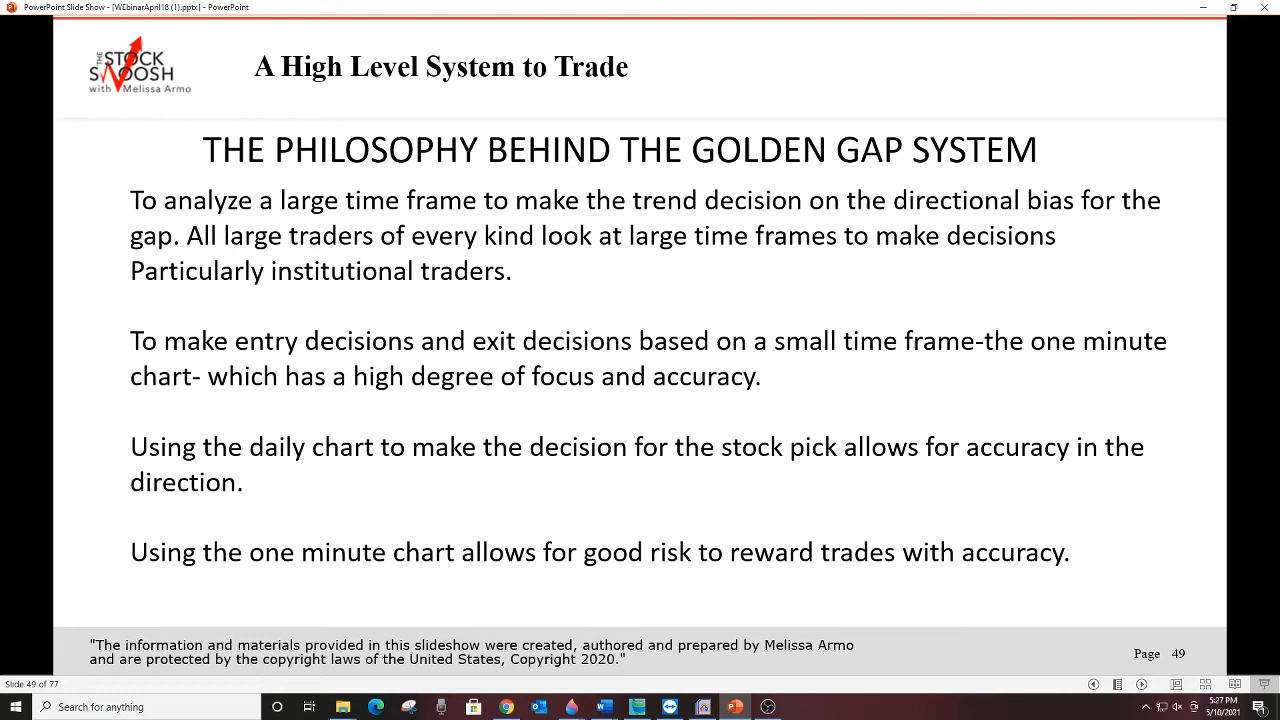 PowerPoint Slide Show - [WEbinarApril18 (1).pptx] - PowerPoint
THE STOCK
SWOOSH
with Melissa Armo
A High Level System to Trade
THE PHILOSOPHY BEHIND THE GOLDEN GAP SYSTEM
To analyze a large time frame to make the trend decision on the directional bias for the
gap. All large traders of every kind look at large time frames to make decisions
Particularly institutional traders.
To make entry decisions and exit decisions based on a small time frame-the one minute
chart- which has a high degree of focus and accuracy.
Using the daily chart to make the decision for the stock pick allows for accuracy in the
direction.
Using the one minute chart allows for good risk to reward trades with accuracy.
"The information and materials provided in this slideshow were created, authored and prepared by Melissa Armo
and are protected by the copyright laws of the United States, Copyright 2020."
Page 49
Slide 49 of 77
Search for anything
5:27 PM
5/10/2021